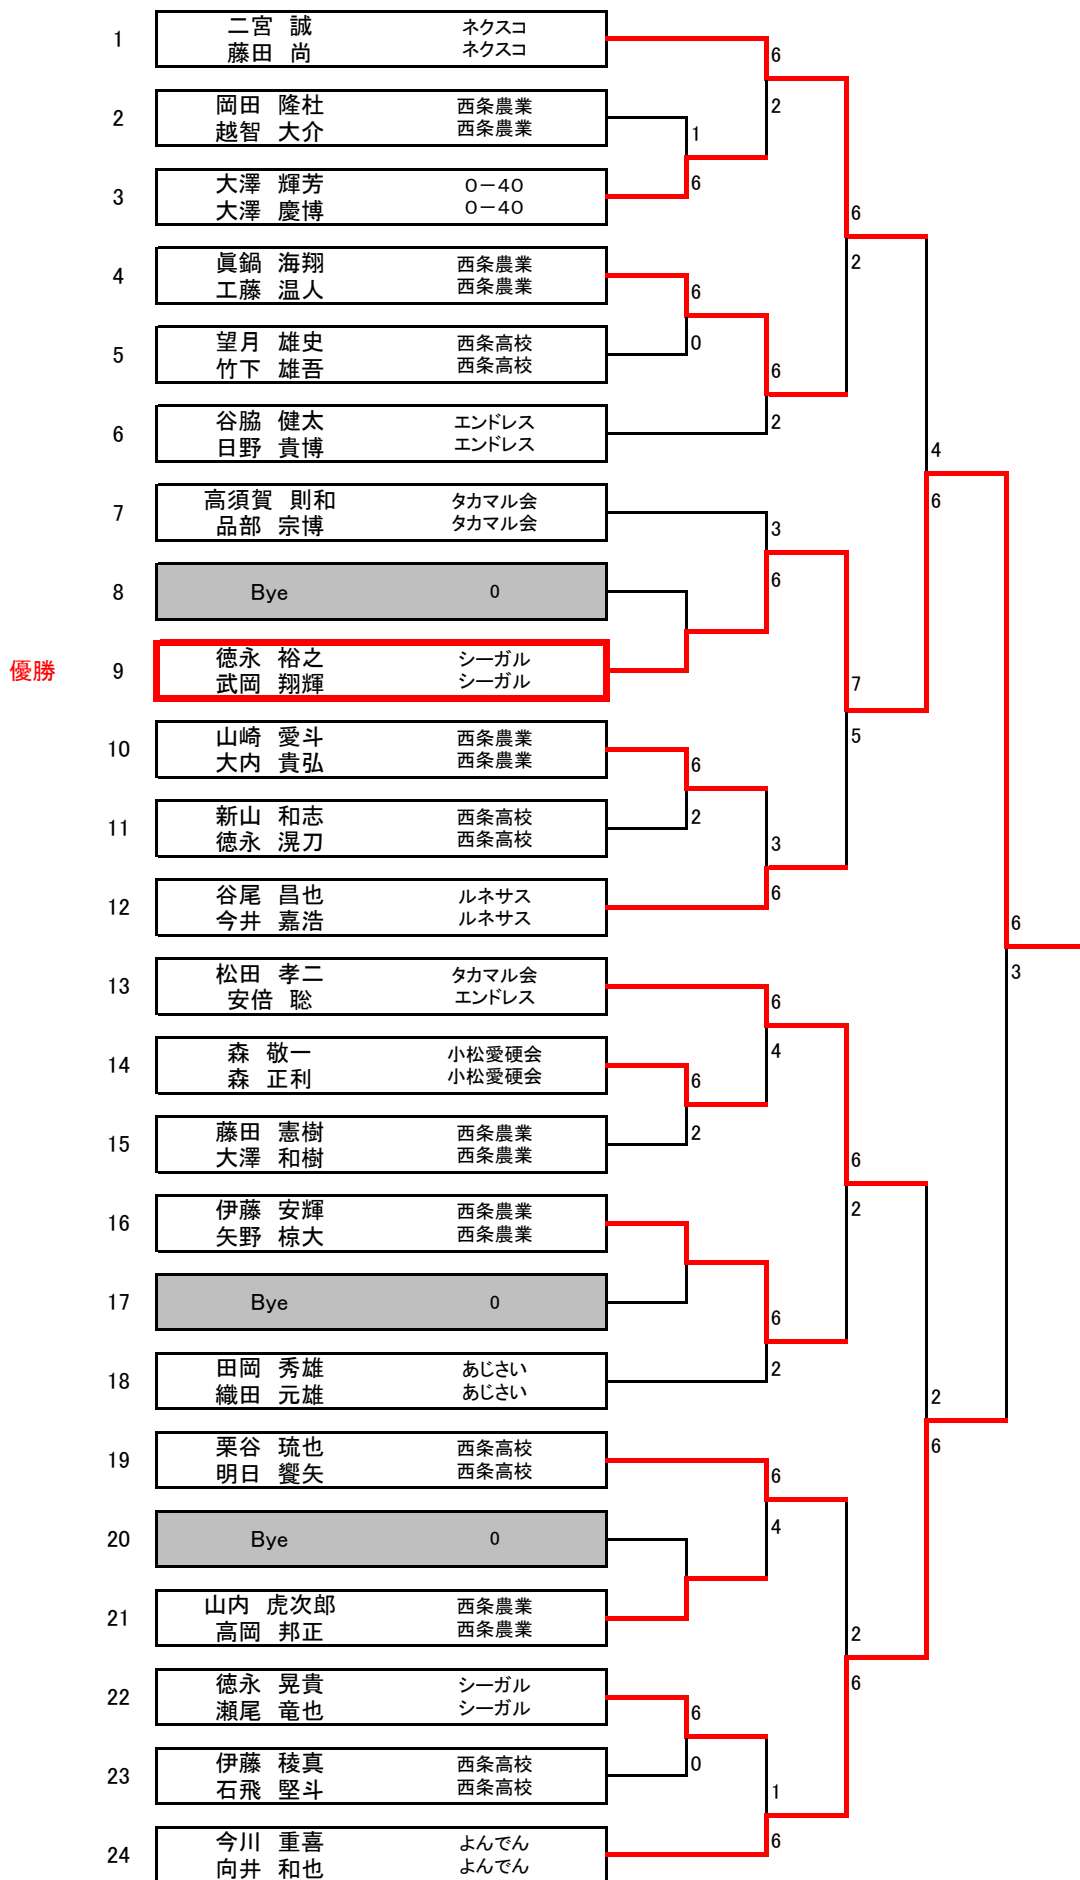 1 二宮 誠 ネクスコ
藤田 尚 ネクスコ
6
2 岡田 隆杜 西条農業
越智 大介 西条農業
2
1
3 大澤 輝芳 0－40
大澤 慶博 0－40
6
6
2
4 眞鍋 海翔 西条農業
工藤 温人 西条農業
6
0
5 望月 雄史 西条高校
竹下 雄吾 西条高校
6
2
6 谷脇 健太 エンドレス
日野 貴博 エンドレス
4
6
7 高須賀 則和 タカマル会
品部 宗博 タカマル会
3
6
8 Bye 0
優勝 9 徳永 裕之 シーガル
武岡 翔輝 シーガル
7
5
10 山崎 愛斗 西条農業
大内 貴弘 西条農業
6
2
11 新山 和志 西条高校
徳永 滉刀 西条高校
3
6
12 谷尾 昌也 ルネサス
今井 嘉浩 ルネサス
6
3
13 松田 孝二 タカマル会
安倍 聡 エンドレス
6
4
14 森 敬一 小松愛硬会
森 正利 小松愛硬会
6
2
15 藤田 憲樹 西条農業
大澤 和樹 西条農業
6
2
16 伊藤 安輝 西条農業
矢野 椋大 西条農業
17 Bye 0
6
2
18 田岡 秀雄 あじさい
織田 元雄 あじさい
2
6
19 栗谷 琉也 西条高校
明日 饗矢 西条高校
6
4
20 Bye 0
21 山内 虎次郎 西条農業
高岡 邦正 西条農業
2
6
22 徳永 晃貴 シーガル
瀬尾 竜也 シーガル
6
0
23 伊藤 稜真 西条高校
石飛 堅斗 西条高校
1
6
24 今川 重喜 よんでん
向井 和也 よんでん